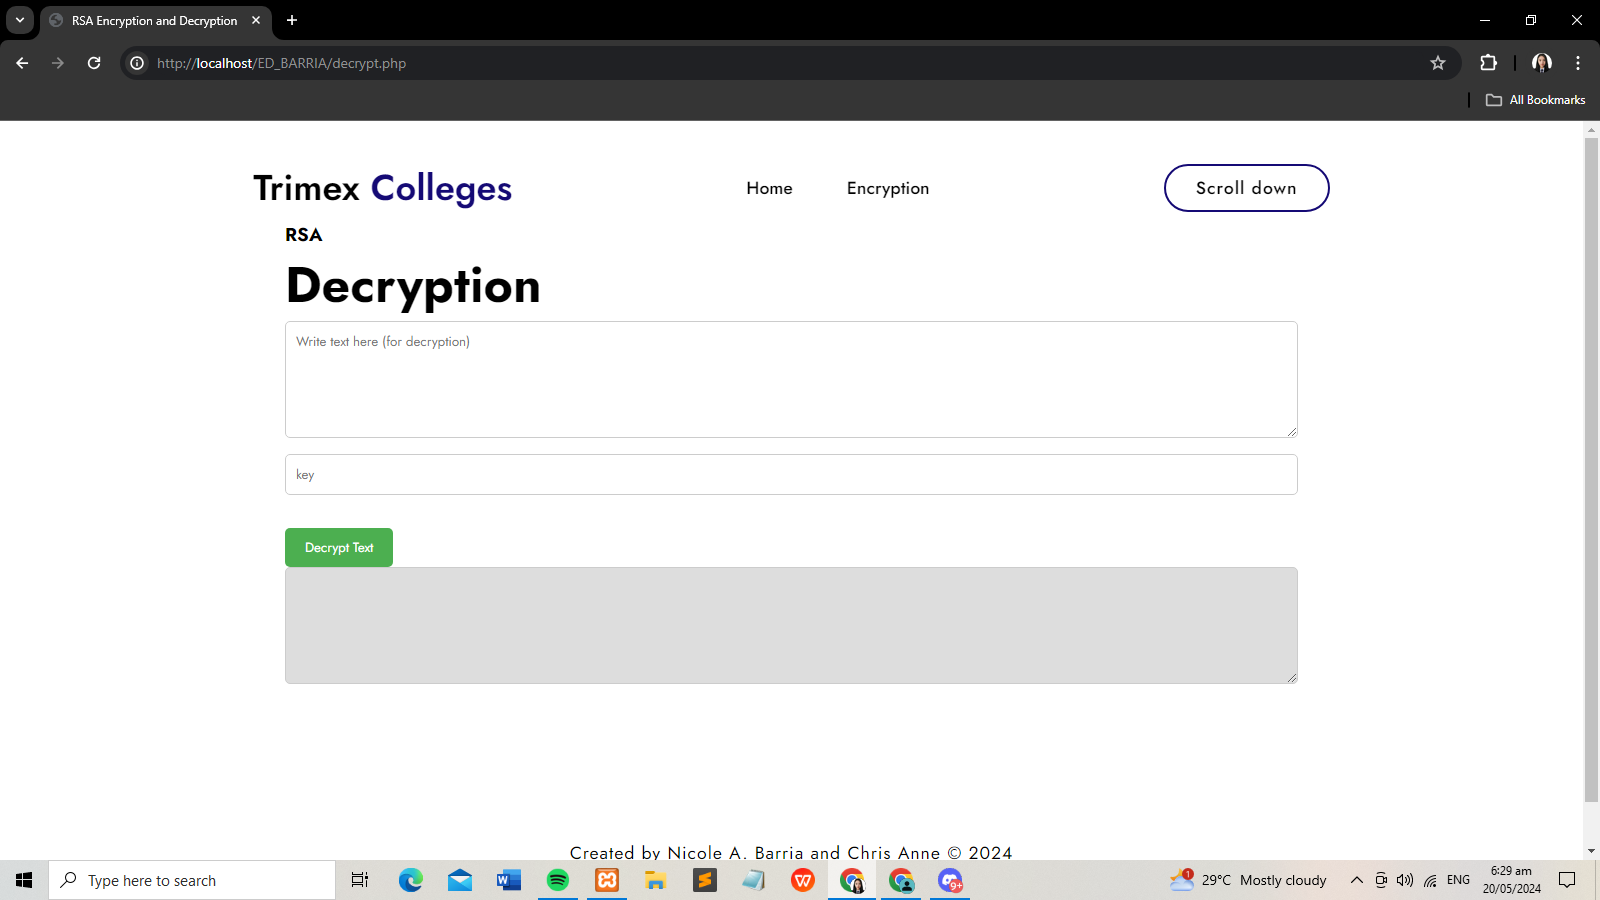 RSA Encryption and Decryption
http://localhost/ED_BARRIA/decrypt.php
All Bookmarks
Trimex Colleges
Home
Encryption
Scroll down
RSA
Decryption
Write text here (for decryption)
key
Decrypt Text
Created by Nicole A. Barria and Chris Anne © 2024
Type here to search
1
9+
29°C Mostly cloudy
ENG
6:29 am
20/05/2024